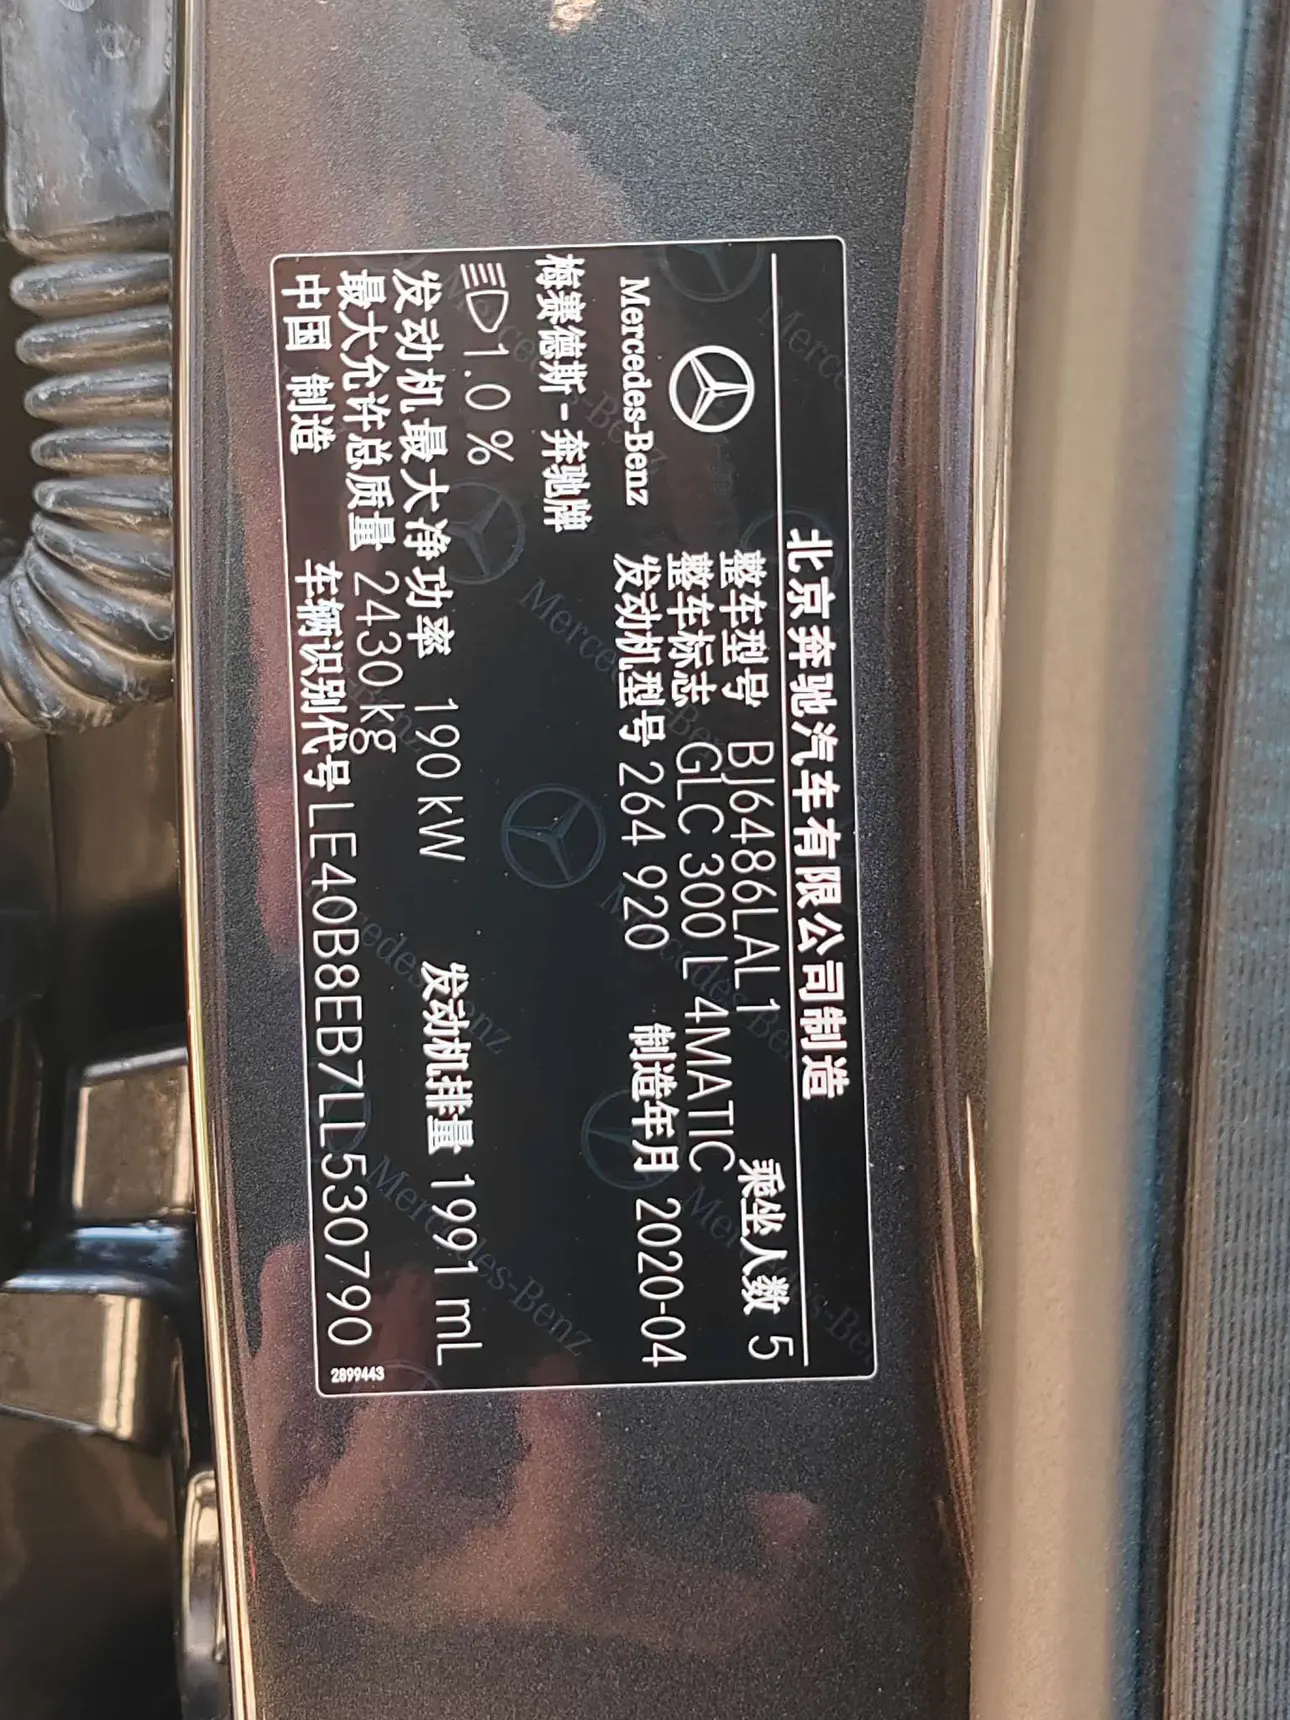 北京奔驰汽车有限公司制造
整车型号 BJ6486LAL1 乘坐人数 5
整车标志 GLC 300 L 4MATIC
Mercedes-Benz 发动机型号 264 920 制造年月 2020-04
梅赛德斯-奔驰牌
1.0%
发动机最大净功率 190 kW 发动机排量 1991 mL
最大允许总质量 2430 kg
中国 制造 车辆识别代号 LE40B8EB7LL530790
2899443